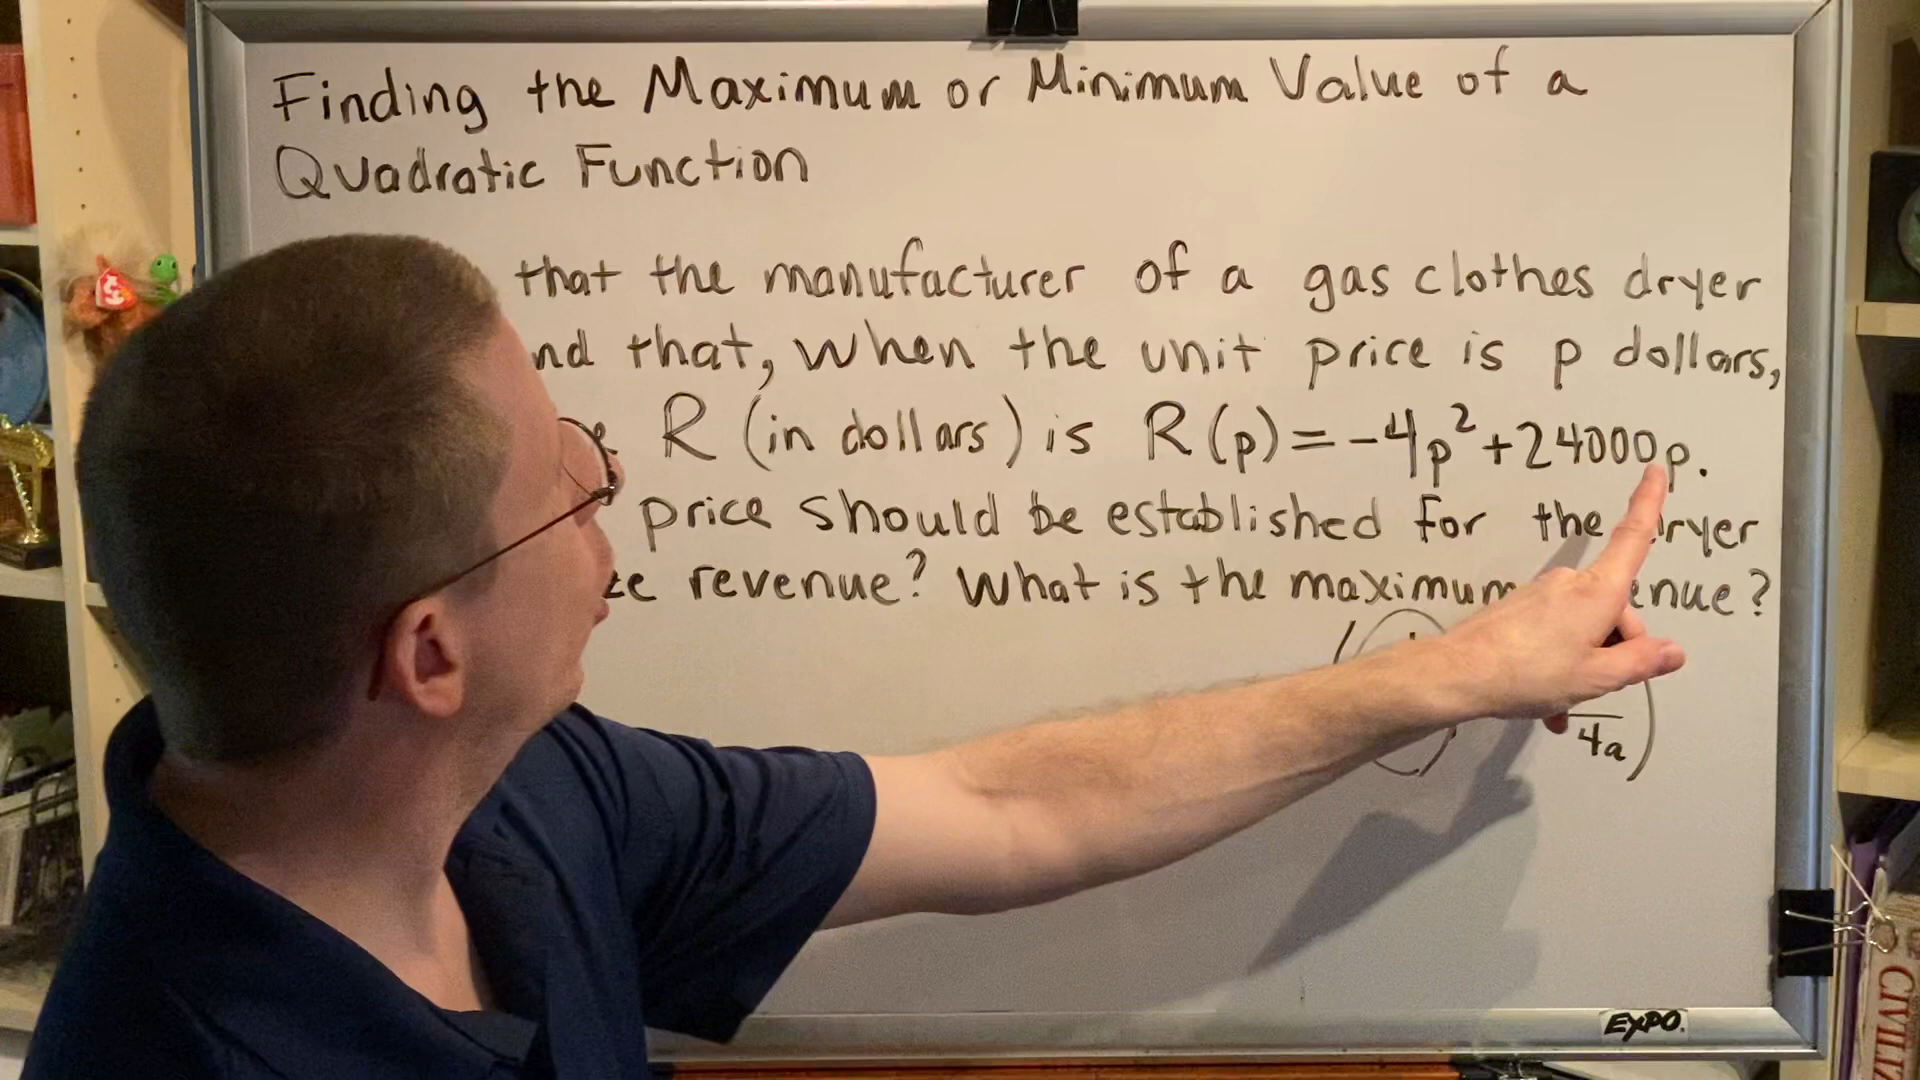 Finding the Maximum or Minimum Value of a
Quadratic Function
that the manufacturer of a gas clothes dryer
that, when the unit price is p dollars,
R (in dollars) is R(p)=-4p²+24000p.
price should be established for the
revenue? What is the maximum
4a
EXPO